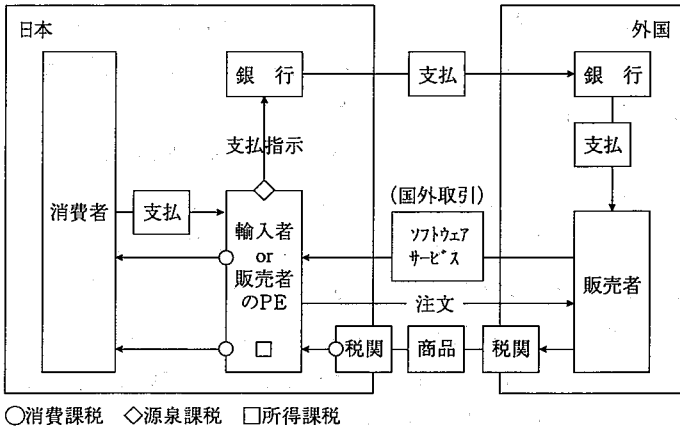 日本
外国
銀 行
支払
銀 行
支払指示
支払
消費者
支払
(国外取引)
輸入者
or
販売者
のPE
ソフトウェア
サービス
販売者
注文
税関
商品
税関
○消費課税 ◇源泉課税 □所得課税